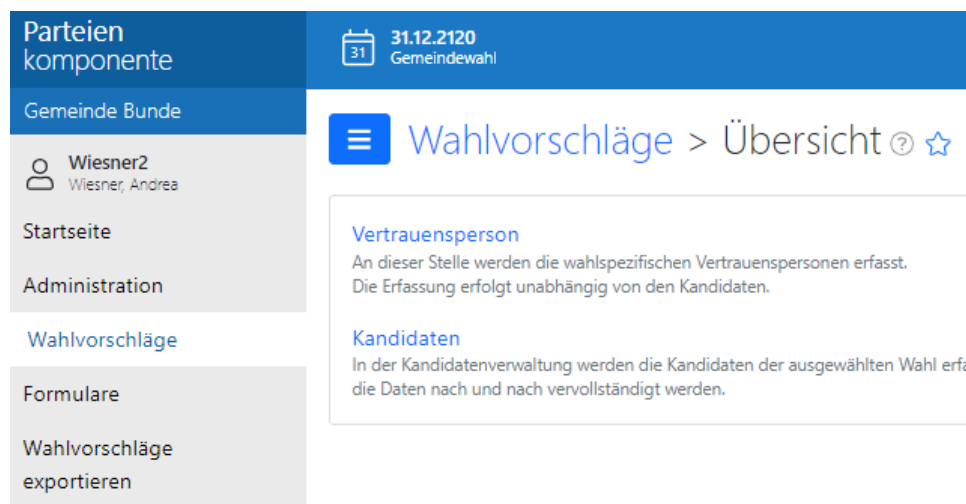 Parteien
komponente
31
31.12.2120
Gemeindewahl
Gemeinde Bunde
Wiesner2
Wiesner, Andrea
Startseite
Administration
Wahlvorschläge
Formulare
Wahlvorschläge
exportieren
Wahlvorschläge > Übersicht ?
Vertrauensperson
An dieser Stelle werden die wahlspezifischen Vertrauenspersonen erfasst.
Die Erfassung erfolgt unabhängig von den Kandidaten.
Kandidaten
In der Kandidatenverwaltung werden die Kandidaten der ausgewählten Wahl
die Daten nach und nach vervollständigt werden.